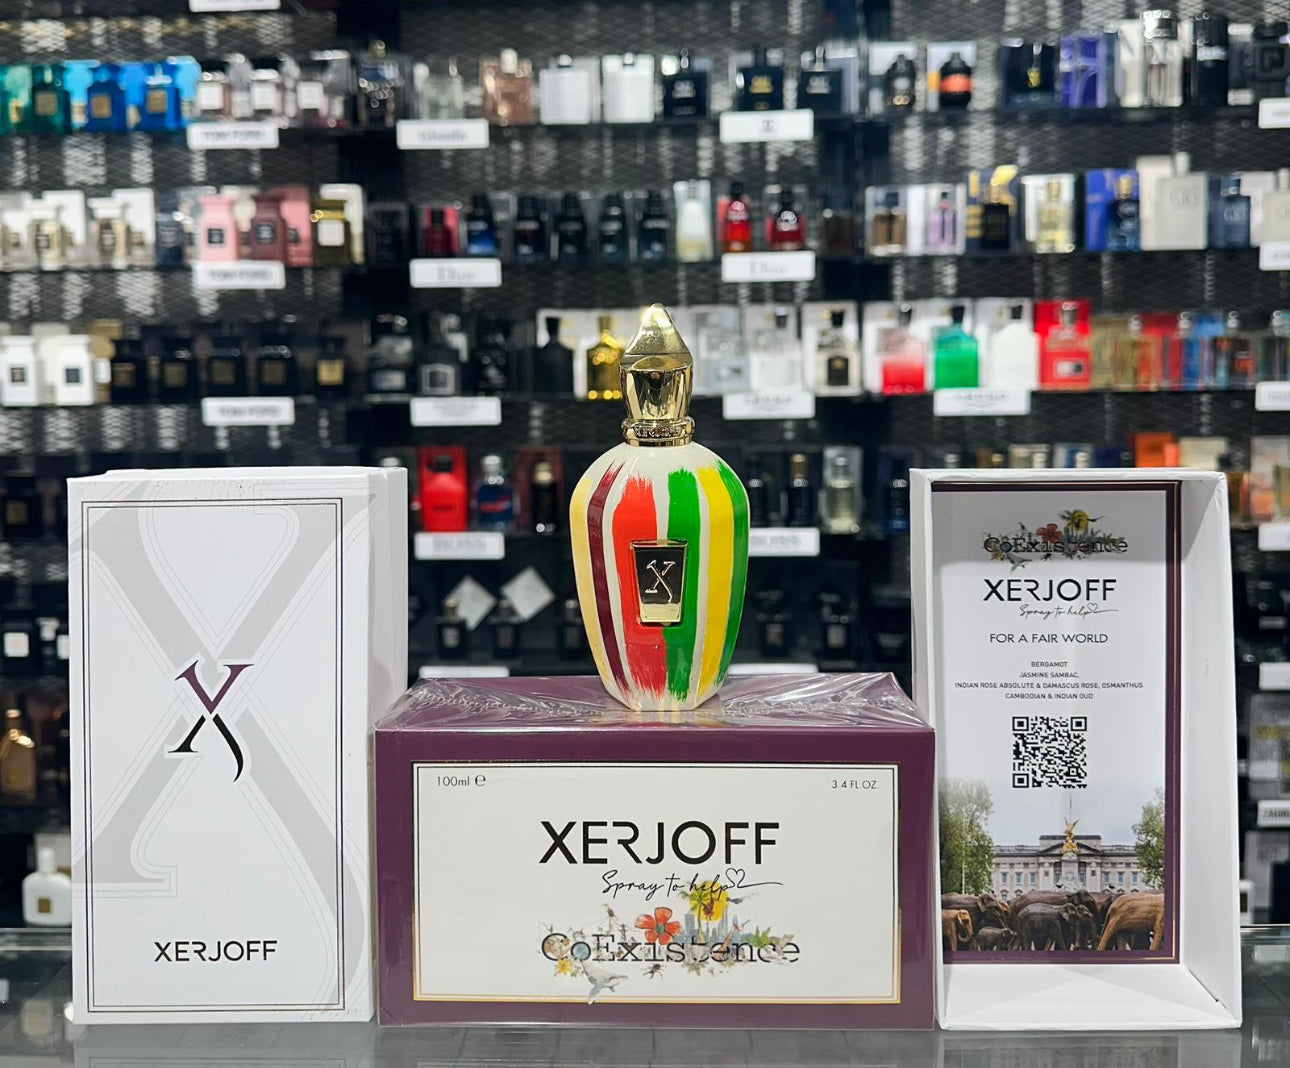 TOM FORD
Dior
Dior
TOM FORD
TOM FORD
X
XERJOFF
X
100ml ℮
3.4 FL OZ
XERJOFF
Spray to help
CoExistence
CoExistence
XERJOFF
Spray to help
FOR A FAIR WORLD
BERGAMOT
JASMINE SAMBAC,
INDIAN ROSE ABSOLUTE & DAMASCUS ROSE, OSMANTHUS
CAMBODIAN & INDIAN OUD